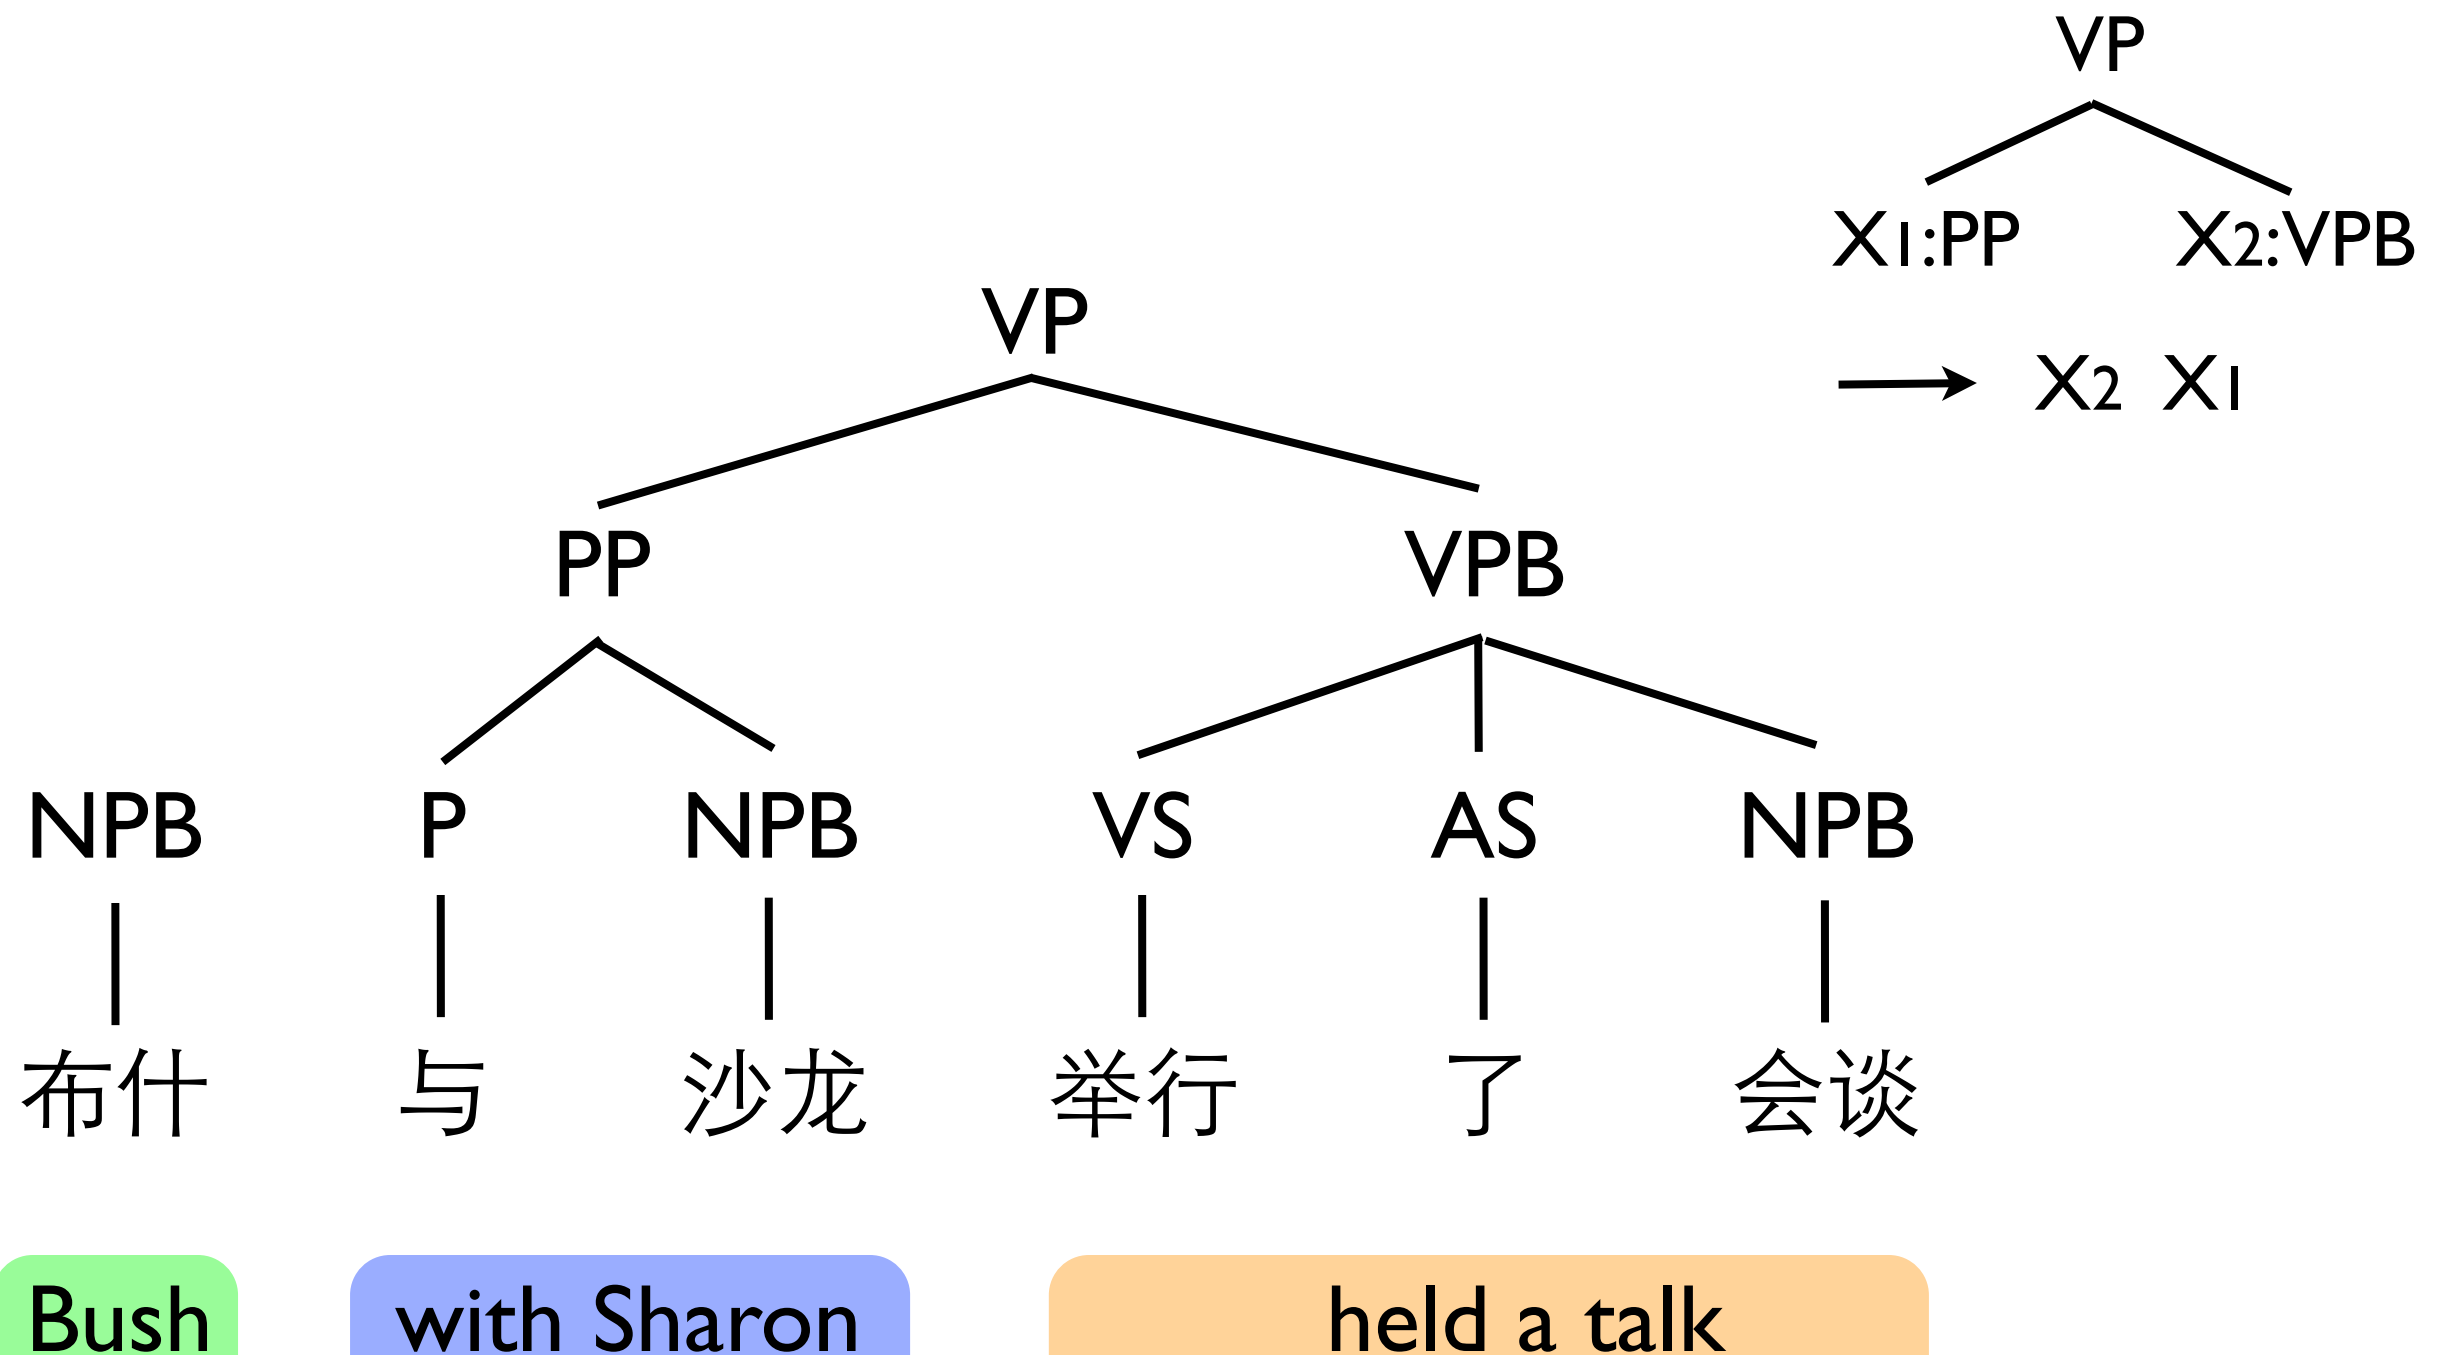 VP
X1:PP X2:VPB
VP
→ X2 X1
PP VPB
NPB P NPB VS AS NPB
布什 与 沙龙 举行 了 会谈
Bush with Sharon held a talk